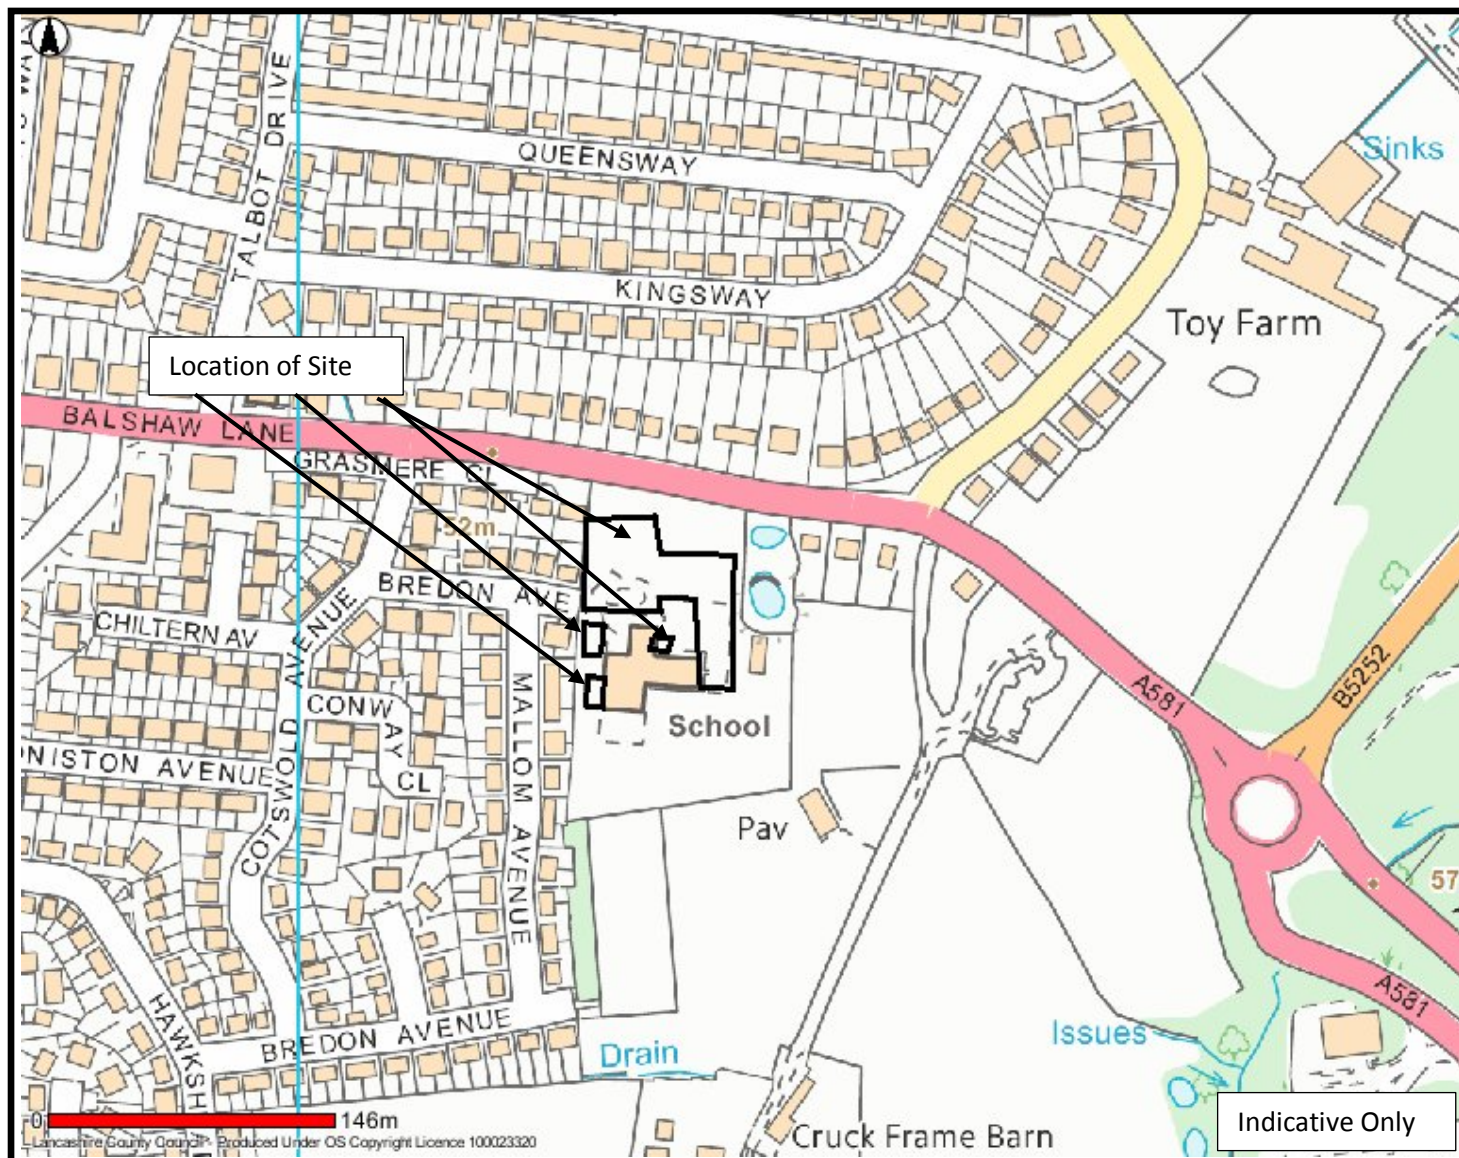 TALBOT DRIVE
QUEENSWAY
Sinks
KINGSWAY
Toy Farm
Location of Site
BALSHAW LANE
GRASMERE CL
52m
BREDON AVE
CHILTERN AV
COTSWOLD AVENUE
MALLOM AVENUE
CONWAY
CL
School
A581
B5252
ONISTON AVENUE
Pav
57
A581
HAWKSH
BREDON AVENUE
Drain
Issues
0
146m
Lancashire County Council - Produced Under OS Copyright Licence 100023320
Cruck Frame Barn
Indicative Only